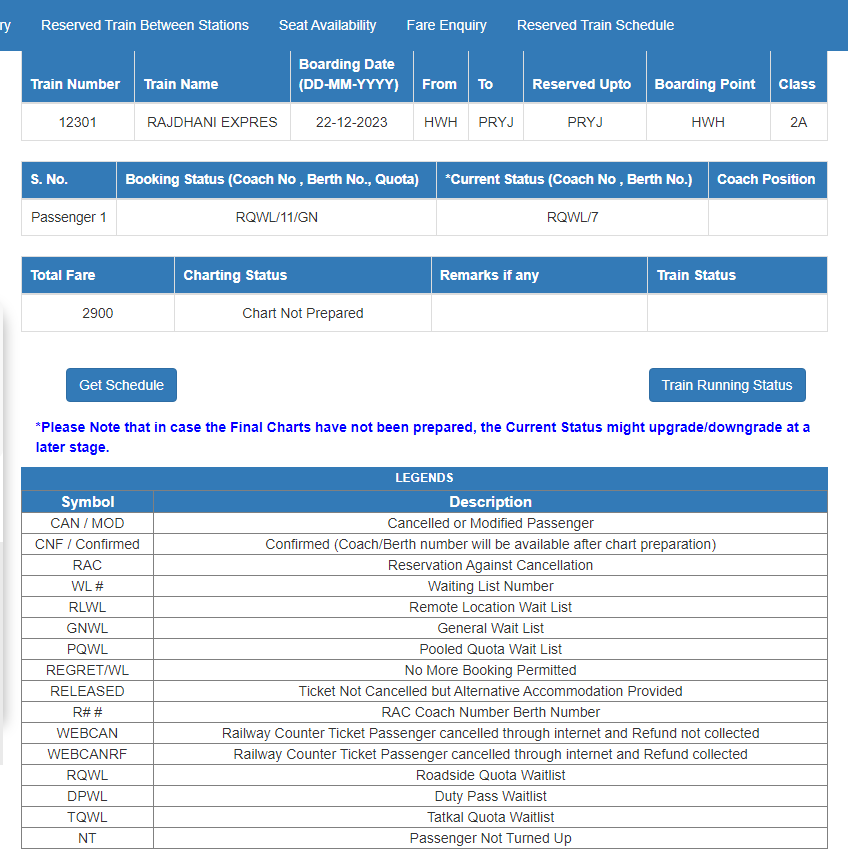 ry Reserved Train Between Stations Seat Availability Fare Enquiry Reserved Train Schedule
Train Number Train Name Boarding Date (DD-MM-YYYY) From To Reserved Upto Boarding Point Class
12301 RAJDHANI EXPRES 22-12-2023 HWH PRYJ PRYJ HWH 2A
S. No. Booking Status (Coach No , Berth No., Quota) *Current Status (Coach No , Berth No.) Coach Position
Passenger 1 RQWL/11/GN RQWL/7
Total Fare Charting Status Remarks if any Train Status
2900 Chart Not Prepared
Get Schedule Train Running Status
*Please Note that in case the Final Charts have not been prepared, the Current Status might upgrade/downgrade at a
later stage.
LEGENDS
Symbol Description
CAN / MOD Cancelled or Modified Passenger
CNF / Confirmed Confirmed (Coach/Berth number will be available after chart preparation)
RAC Reservation Against Cancellation
WL # Waiting List Number
RLWL Remote Location Wait List
GNWL General Wait List
PQWL Pooled Quota Wait List
REGRET/WL No More Booking Permitted
RELEASED Ticket Not Cancelled but Alternative Accommodation Provided
R# # RAC Coach Number Berth Number
WEBCAN Railway Counter Ticket Passenger cancelled through internet and Refund not collected
WEBCANRF Railway Counter Ticket Passenger cancelled through internet and Refund collected
RQWL Roadside Quota Waitlist
DPWL Duty Pass Waitlist
TQWL Tatkal Quota Waitlist
NT Passenger Not Turned Up